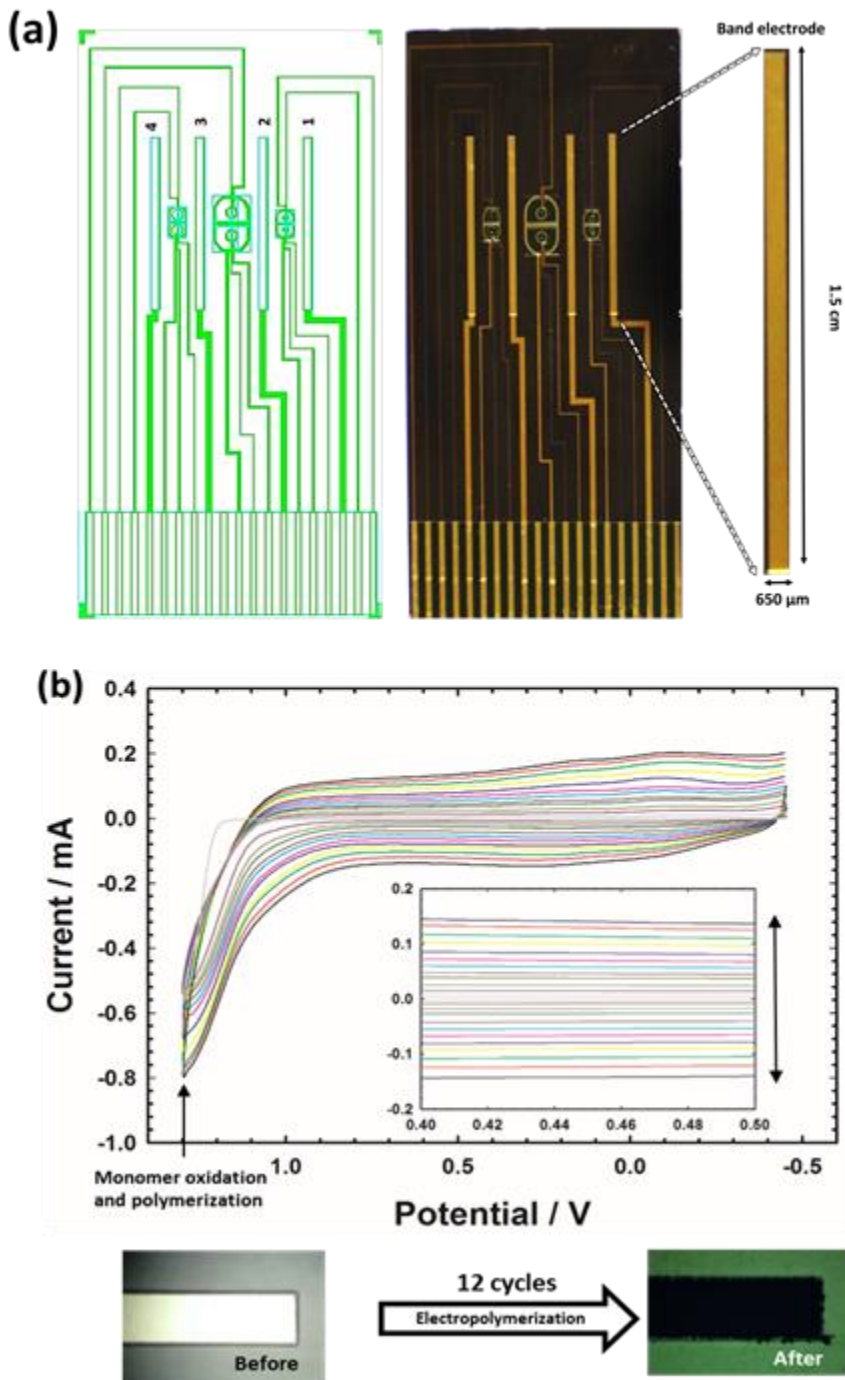 (a)
Band electrode
4
3
2
1
1.5 cm
650 µm
(b)
0.4
0.2
0.0
-0.2
-0.4
-0.6
-0.8
-1.0
Current / mA
0.2
0.1
0.0
-0.1
-0.2
0.40 0.42 0.44 0.46 0.48 0.50
1.0 0.5 0.0 -0.5
Monomer oxidation
and polymerization
Potential / V
Before
12 cycles
Electropolymerization
After